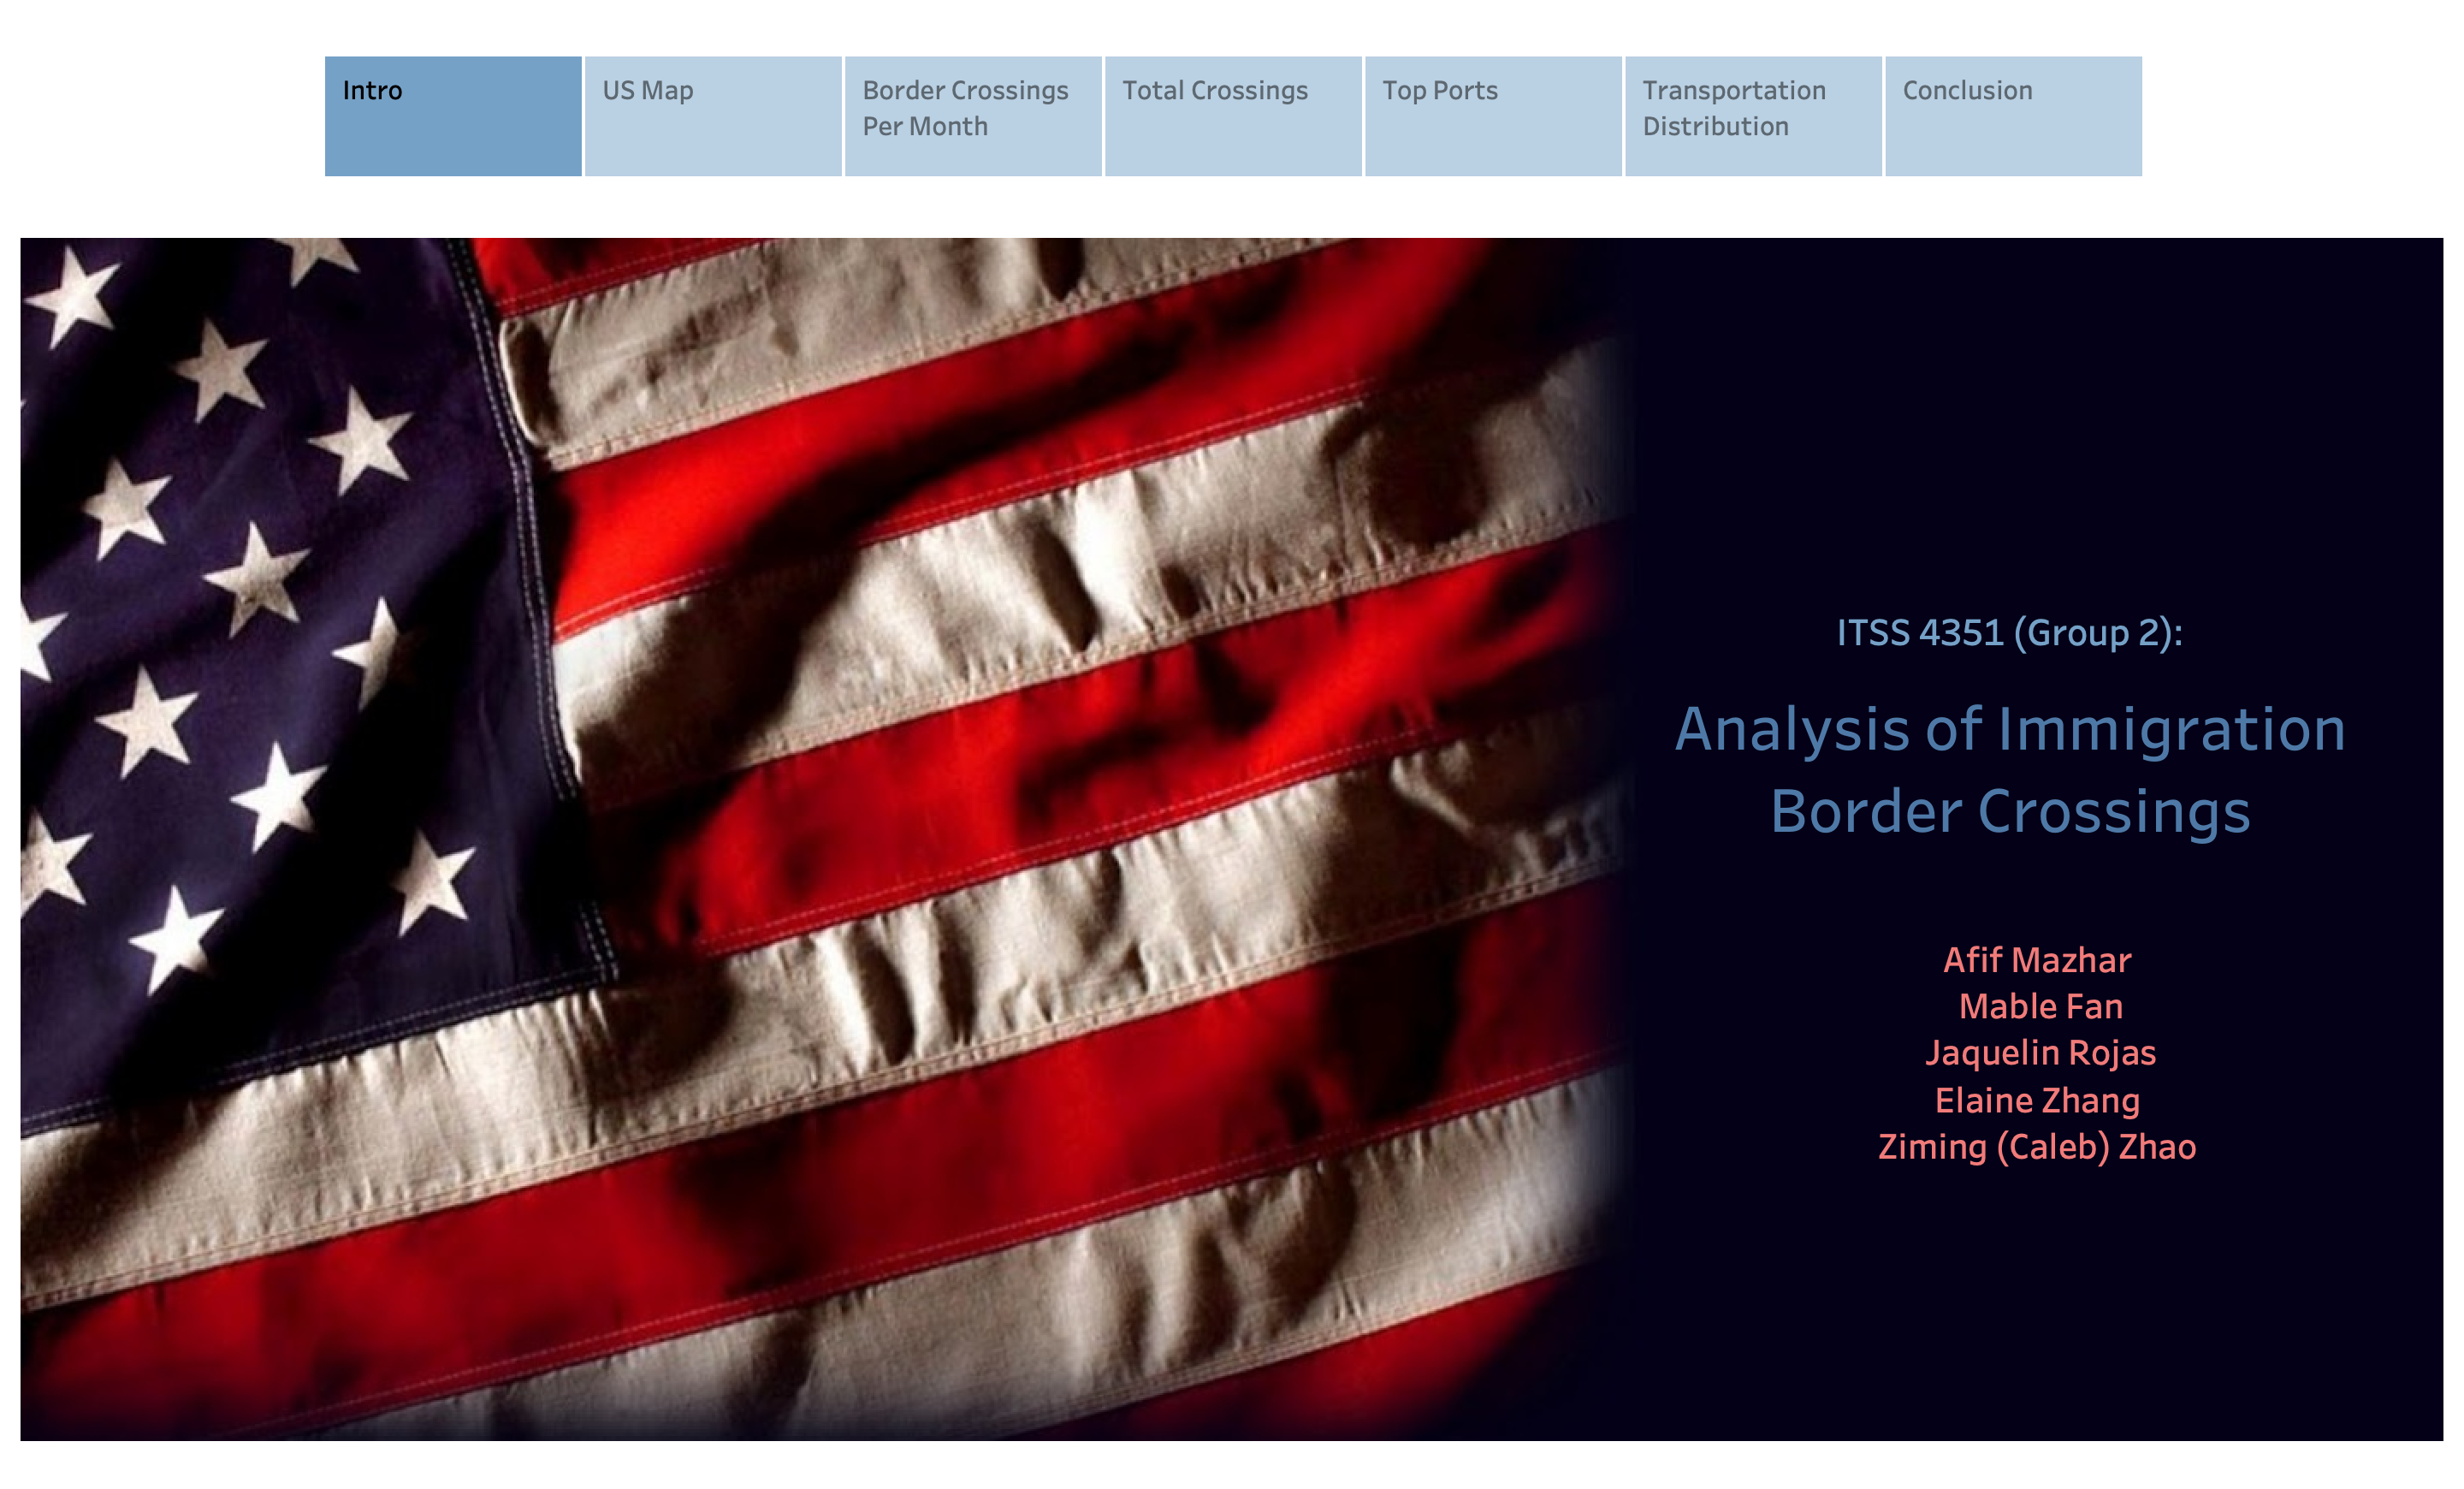 Intro
US Map
Border Crossings
Per Month
Total Crossings
Top Ports
Transportation
Distribution
Conclusion
ITSS 4351 (Group 2):
Analysis of Immigration
Border Crossings
Afif Mazhar
Mable Fan
Jaquelin Rojas
Elaine Zhang
Ziming (Caleb) Zhao